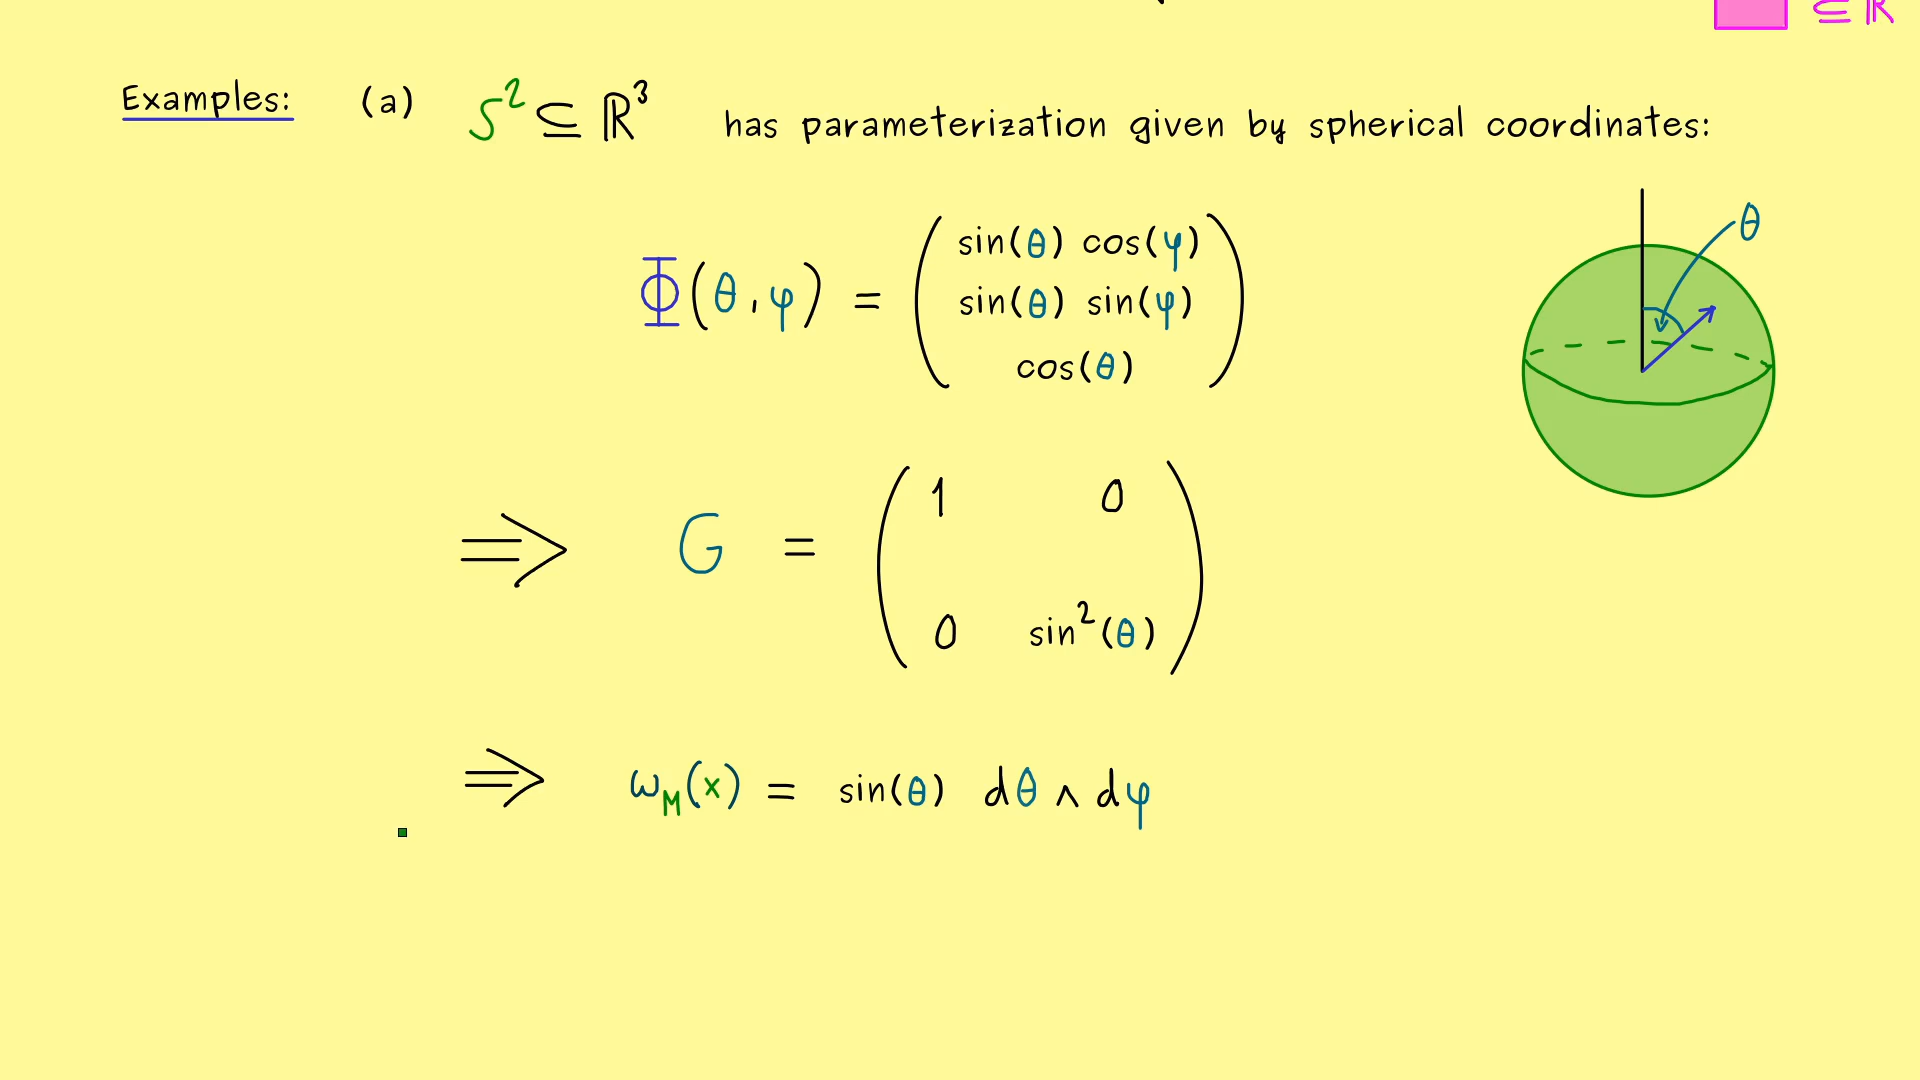 ⊆ ℝ
Examples: (a) S² ⊆ ℝ³ has parameterization given by spherical coordinates:
θ
sin(θ) cos(φ)
Φ(θ,φ) = sin(θ) sin(φ)
cos(θ)
1 0
⇒ G =
0 sin²(θ)
⇒ ω_M(x) = sin(θ) dθ ∧ dφ